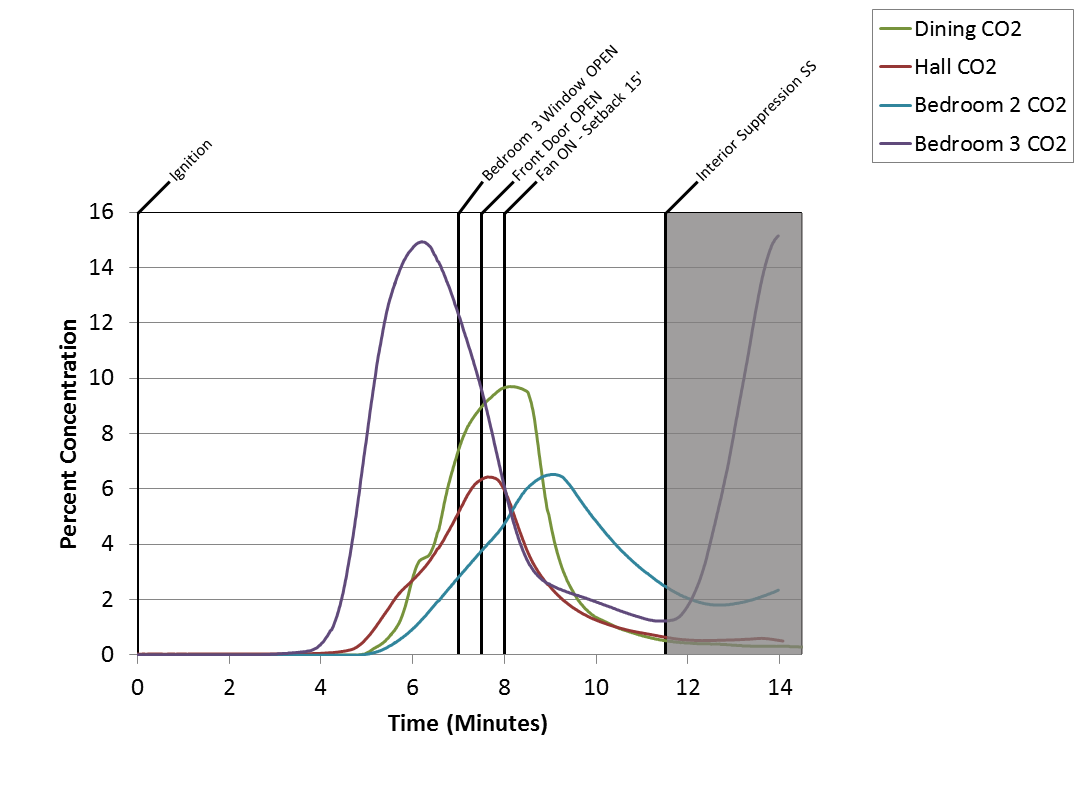 Dining CO2
Hall CO2
Bedroom 2 CO2
Bedroom 3 CO2
Ignition
Bedroom 3 Window OPEN
Front Door OPEN
Fan ON - Setback 15'
Interior Suppression SS
16
14
12
10
8
6
4
2
0
Percent Concentration
0 2 4 6 8 10 12 14
Time (Minutes)